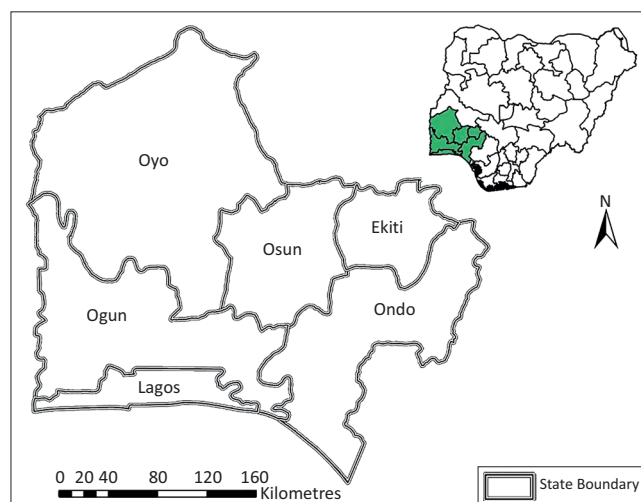 N
Oyo
Osun
Ekiti
Ogun
Ondo
Lagos
0 20 40 80 120 160
Kilometres
State Boundary